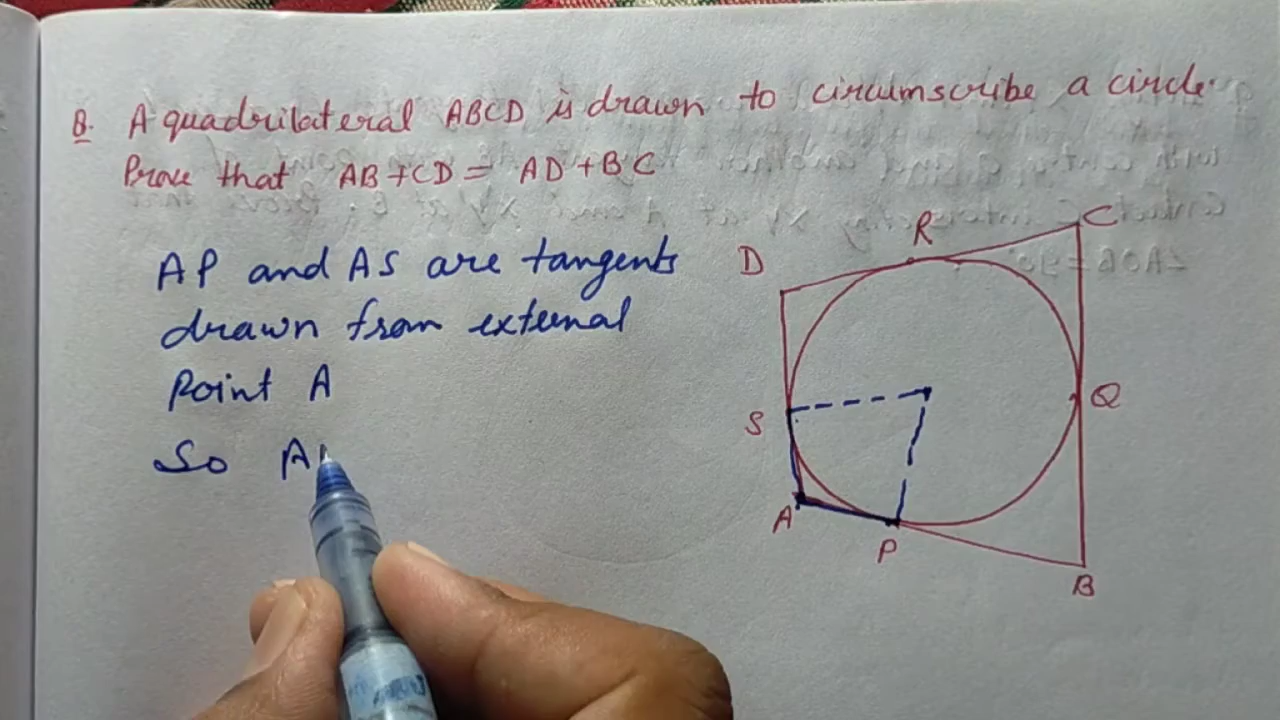 Q. A quadrilateral ABCD is drawn to circumscribe a circle.
Prove that AB+CD = AD+BC
AP and AS are tangents
drawn from external
Point A
So A
D
R
C
S
Q
A
P
B